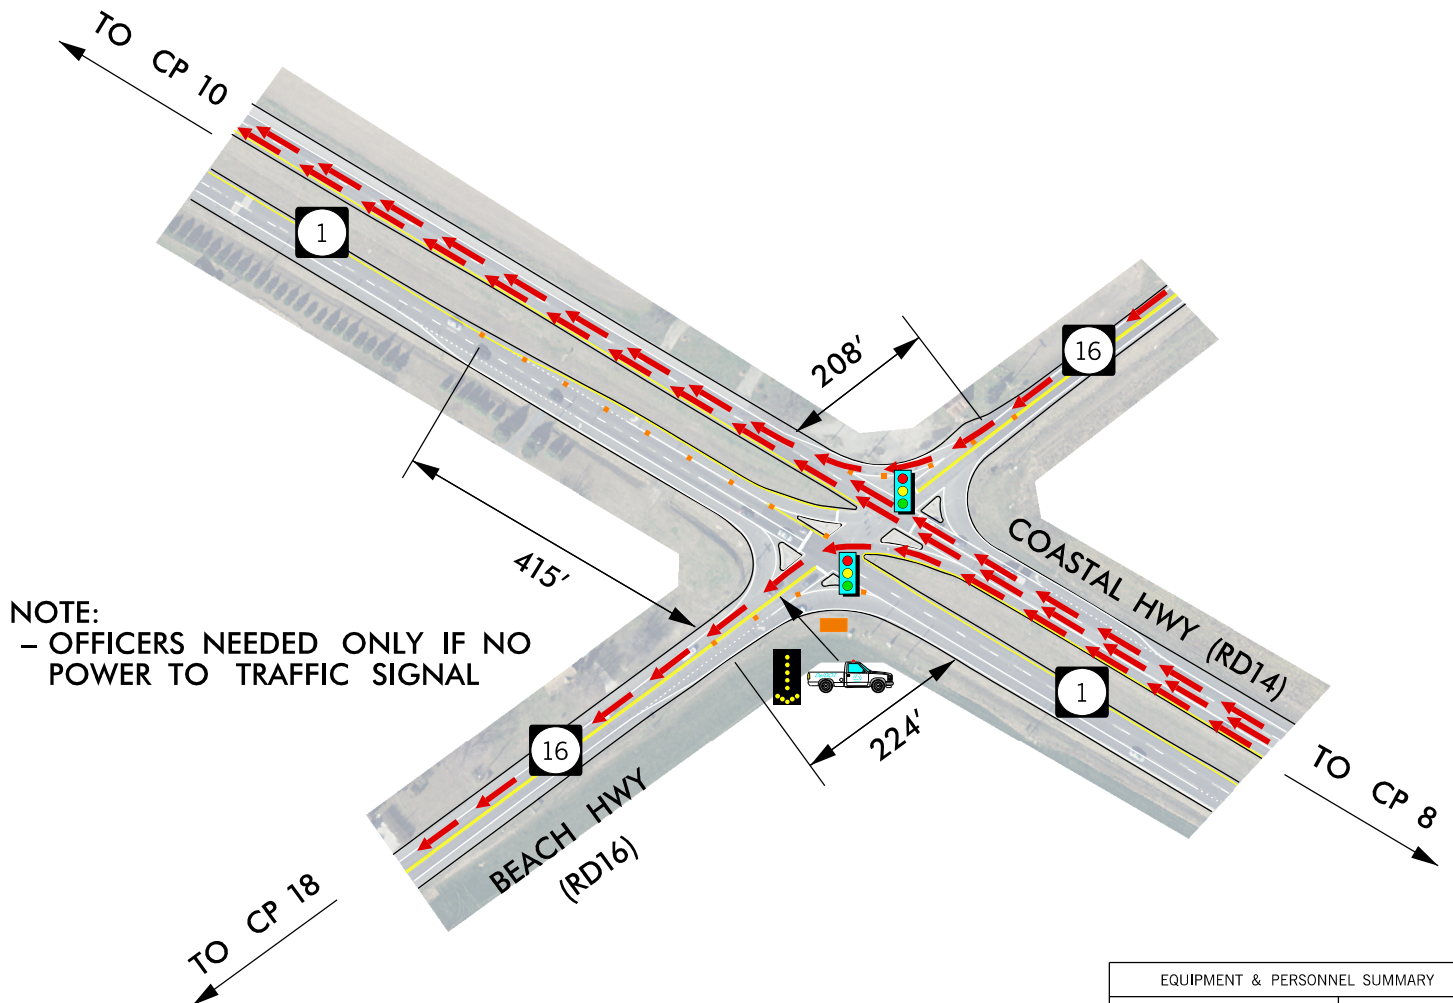 TO CP 10
1
208'
16
415'
COASTAL HWY (RD14)
NOTE:
– OFFICERS NEEDED ONLY IF NO
POWER TO TRAFFIC SIGNAL
1
224'
16
TO CP 8
BEACH HWY
(RD16)
TO CP 18
EQUIPMENT & PERSONNEL SUMMARY